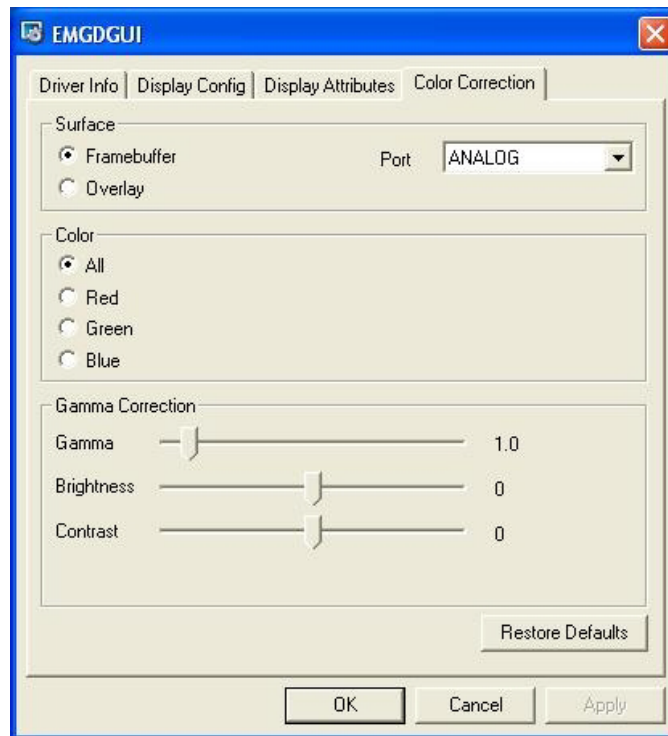 EMGDGUI
Driver Info Display Config Display Attributes Color Correction
Surface
Framebuffer Port ANALOG
Overlay
Color
All
Red
Green
Blue
Gamma Correction
Gamma 1.0
Brightness 0
Contrast 0
Restore Defaults
OK Cancel Apply